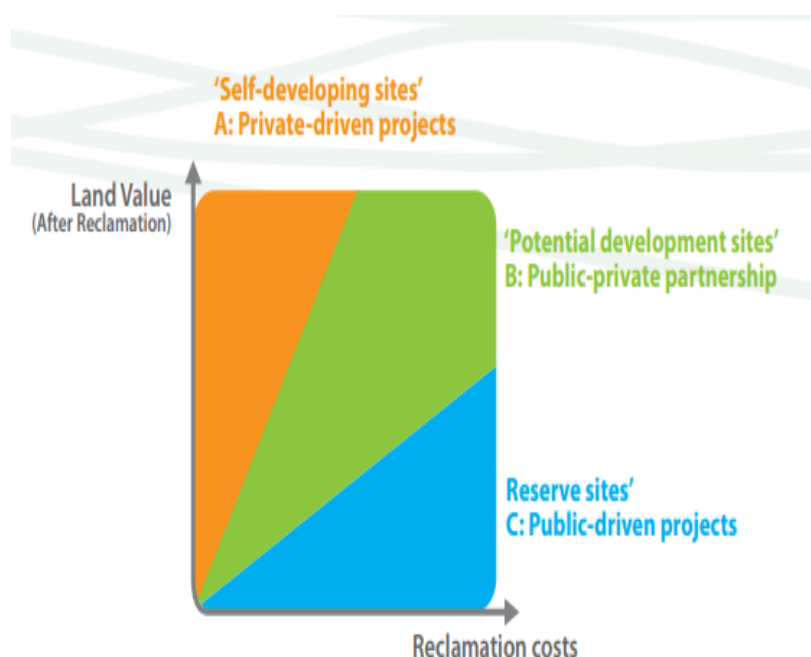 ‘Self-developing sites’
A: Private-driven projects
Land Value
(After Reclamation)
‘Potential development sites’
B: Public-private partnership
Reserve sites’
C: Public-driven projects
Reclamation costs